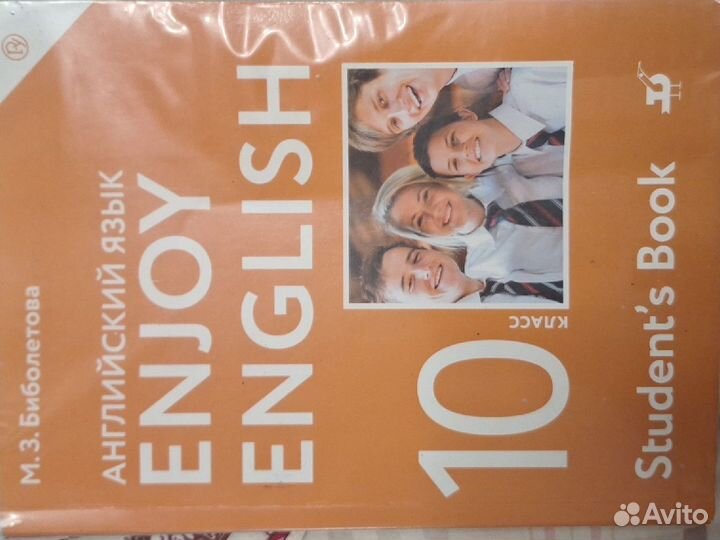 М. З. Биболетова
АНГЛИЙСКИЙ ЯЗЫК
ENJOY
ENGLISH
10
КЛАСС
Student's Book
Avito